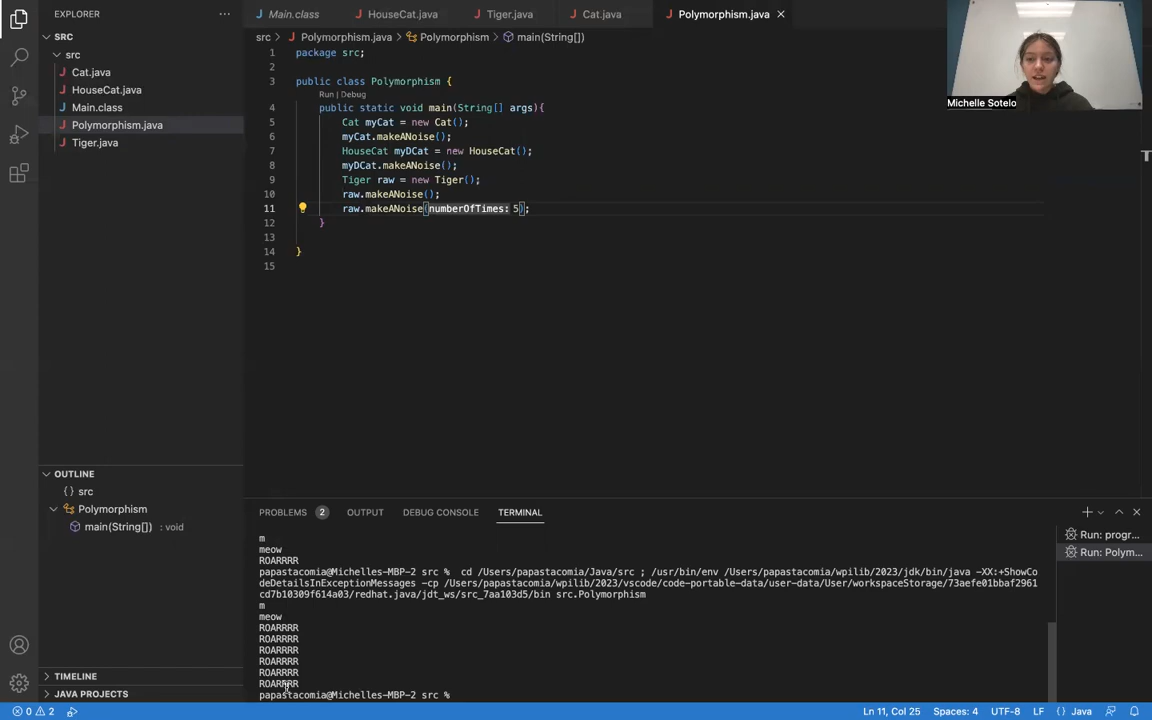 EXPLORER
SRC
src
Cat.java
HouseCat.java
Main.class
Polymorphism.java
Tiger.java
OUTLINE
{} src
Polymorphism
main(String[]) : void
TIMELINE
JAVA PROJECTS
Main.class HouseCat.java Tiger.java Cat.java Polymorphism.java
src > Polymorphism.java > Polymorphism > main(String[])
1 package src;
2
3 public class Polymorphism {
Run | Debug
4 public static void main(String[] args){
5 Cat myCat = new Cat();
6 myCat.makeANoise();
7 HouseCat myDCat = new HouseCat();
8 myDCat.makeANoise();
9 Tiger raw = new Tiger();
10 raw.makeANoise();
11 raw.makeANoise(numberOfTimes: 5);
12 }
13
14 }
15
Michelle Sotelo
PROBLEMS 2 OUTPUT DEBUG CONSOLE TERMINAL
m
meow
ROARRRR
papastacomia@Michelles-MBP-2 src % cd /Users/papastacomia/Java/src ; /usr/bin/env /Users/papastacomia/wpilib/2023/jdk/bin/java -XX:+ShowCo
deDetailsInExceptionMessages -cp /Users/papastacomia/wpilib/2023/vscode/code-portable-data/user-data/User/workspaceStorage/73aefe01bbaf2961
cd7b10309f614a03/redhat.java/jdt_ws/src_7aa103d5/bin src.Polymorphism
m
meow
ROARRRR
ROARRRR
ROARRRR
ROARRRR
ROARRRR
ROARRRR
papastacomia@Michelles-MBP-2 src %
Run: progr...
Run: Polym...
0 2
Ln 11, Col 25 Spaces: 4 UTF-8 LF {} Java